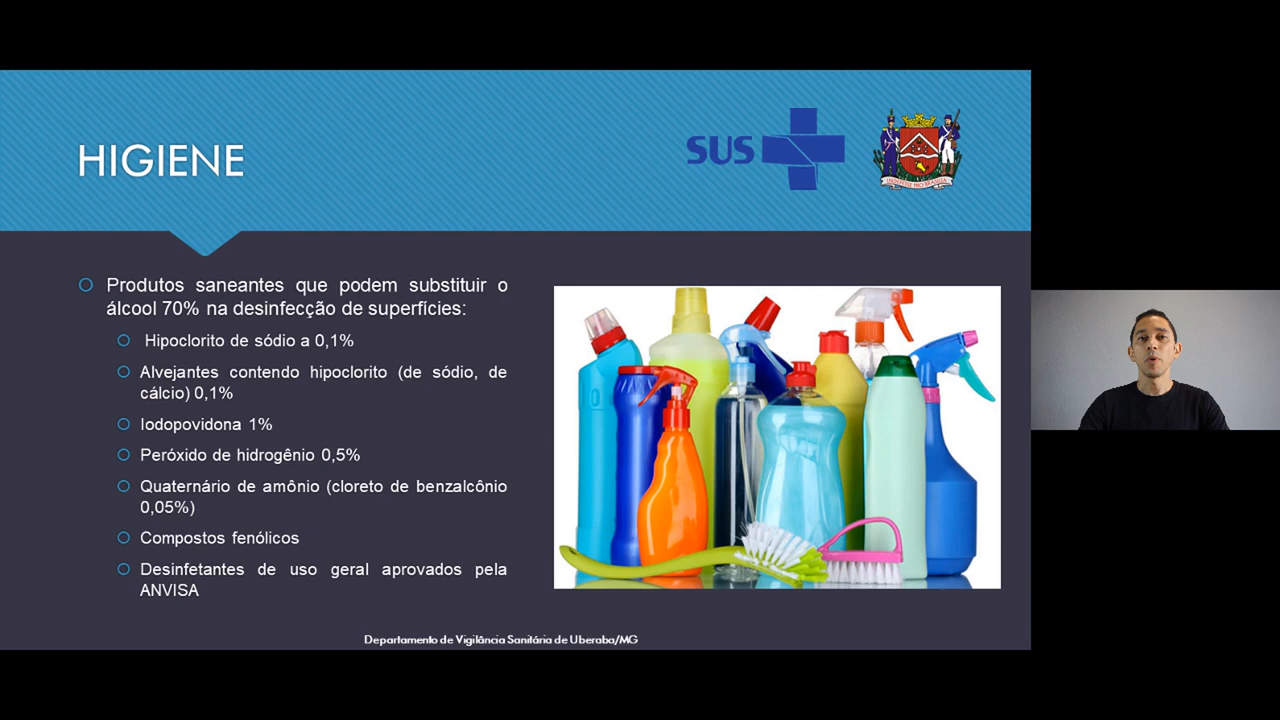 HIGIENE
SUS
Produtos saneantes que podem substituir o
álcool 70% na desinfecção de superfícies:
Hipoclorito de sódio a 0,1%
Alvejantes contendo hipoclorito (de sódio, de
cálcio) 0,1%
Iodopovidona 1%
Peróxido de hidrogênio 0,5%
Quaternário de amônio (cloreto de benzalcônio
0,05%)
Compostos fenólicos
Desinfetantes de uso geral aprovados pela
ANVISA
Departamento de Vigilância Sanitária de Uberaba/MG